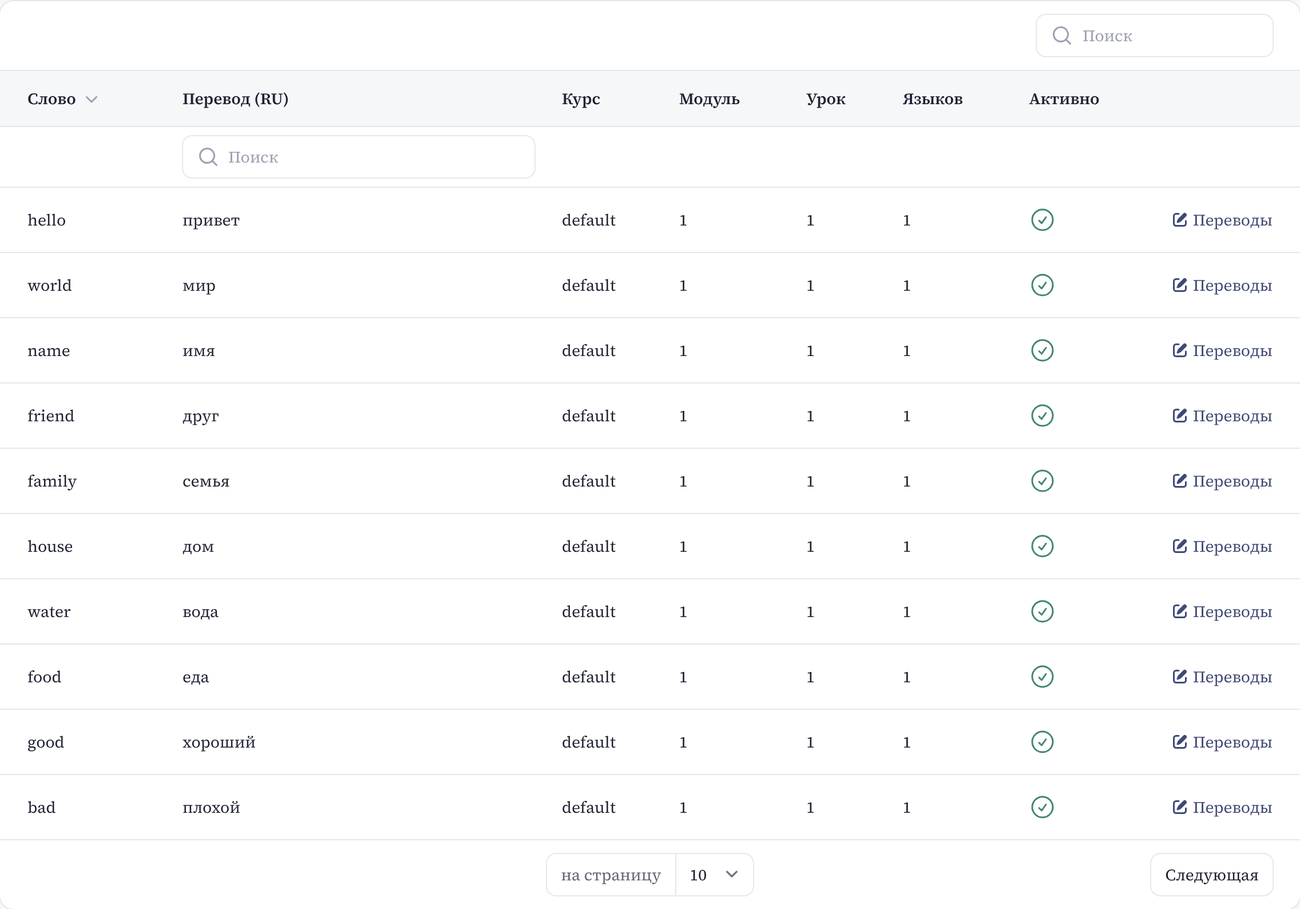 Поиск
Слово Перевод (RU) Курс Модуль Урок Языков Активно
Поиск
hello привет default 1 1 1 Переводы
world мир default 1 1 1 Переводы
name имя default 1 1 1 Переводы
friend друг default 1 1 1 Переводы
family семья default 1 1 1 Переводы
house дом default 1 1 1 Переводы
water вода default 1 1 1 Переводы
food еда default 1 1 1 Переводы
good хороший default 1 1 1 Переводы
bad плохой default 1 1 1 Переводы
на страницу 10 Следующая